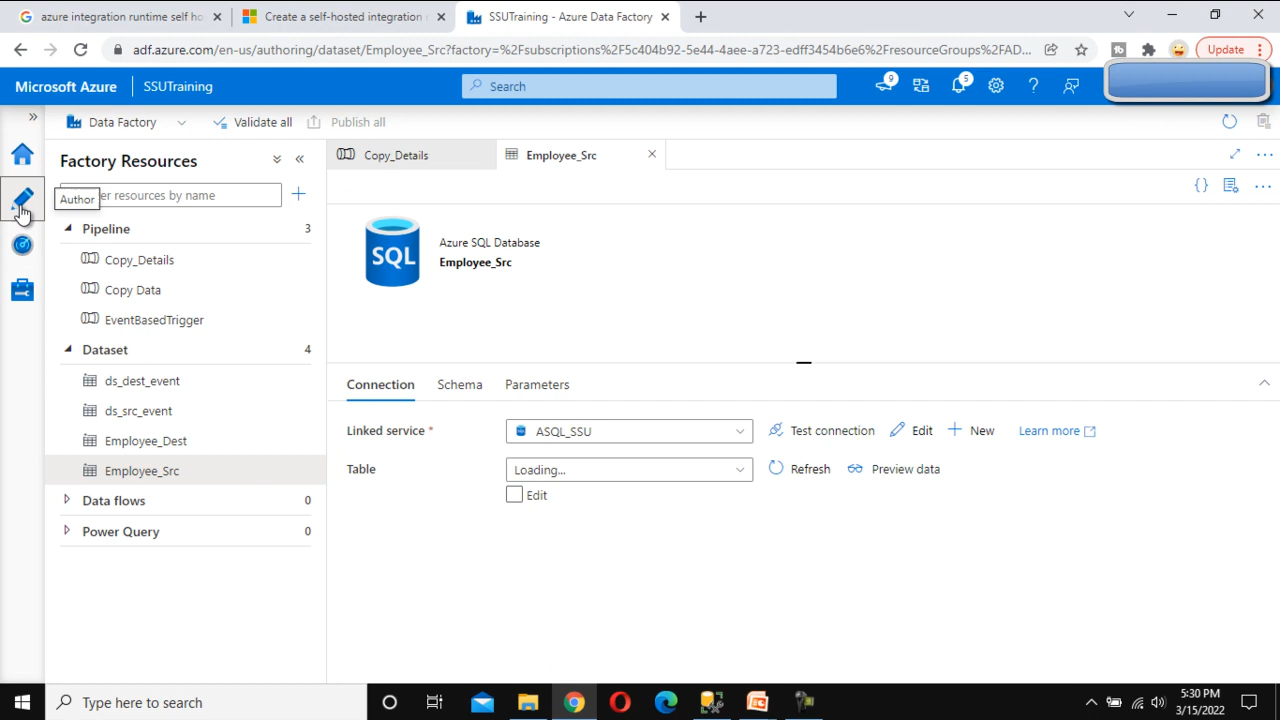 azure integration runtime self ho
Create a self-hosted integration
SSUTraining - Azure Data Factory
adf.azure.com/en-us/authoring/dataset/Employee_Src?factory=%2Fsubscriptions%2F5c404b92-5e44-4aee-a723-edff3454b6e6%2FresourceGroups%2FAD...
Update
Microsoft Azure
SSUTraining
Search
9
5
Data Factory
Validate all
Publish all
Factory Resources
Copy_Details
Employee_Src
Author
er resources by name
Pipeline 3
Copy_Details
Copy Data
EventBasedTrigger
Dataset 4
ds_dest_event
ds_src_event
Employee_Dest
Employee_Src
Data flows 0
Power Query 0
SQL
Azure SQL Database
Employee_Src
Connection
Schema
Parameters
Linked service *
ASQL_SSU
Test connection
Edit
New
Learn more
Table
Loading...
Refresh
Preview data
Edit
Type here to search
5:30 PM
3/15/2022